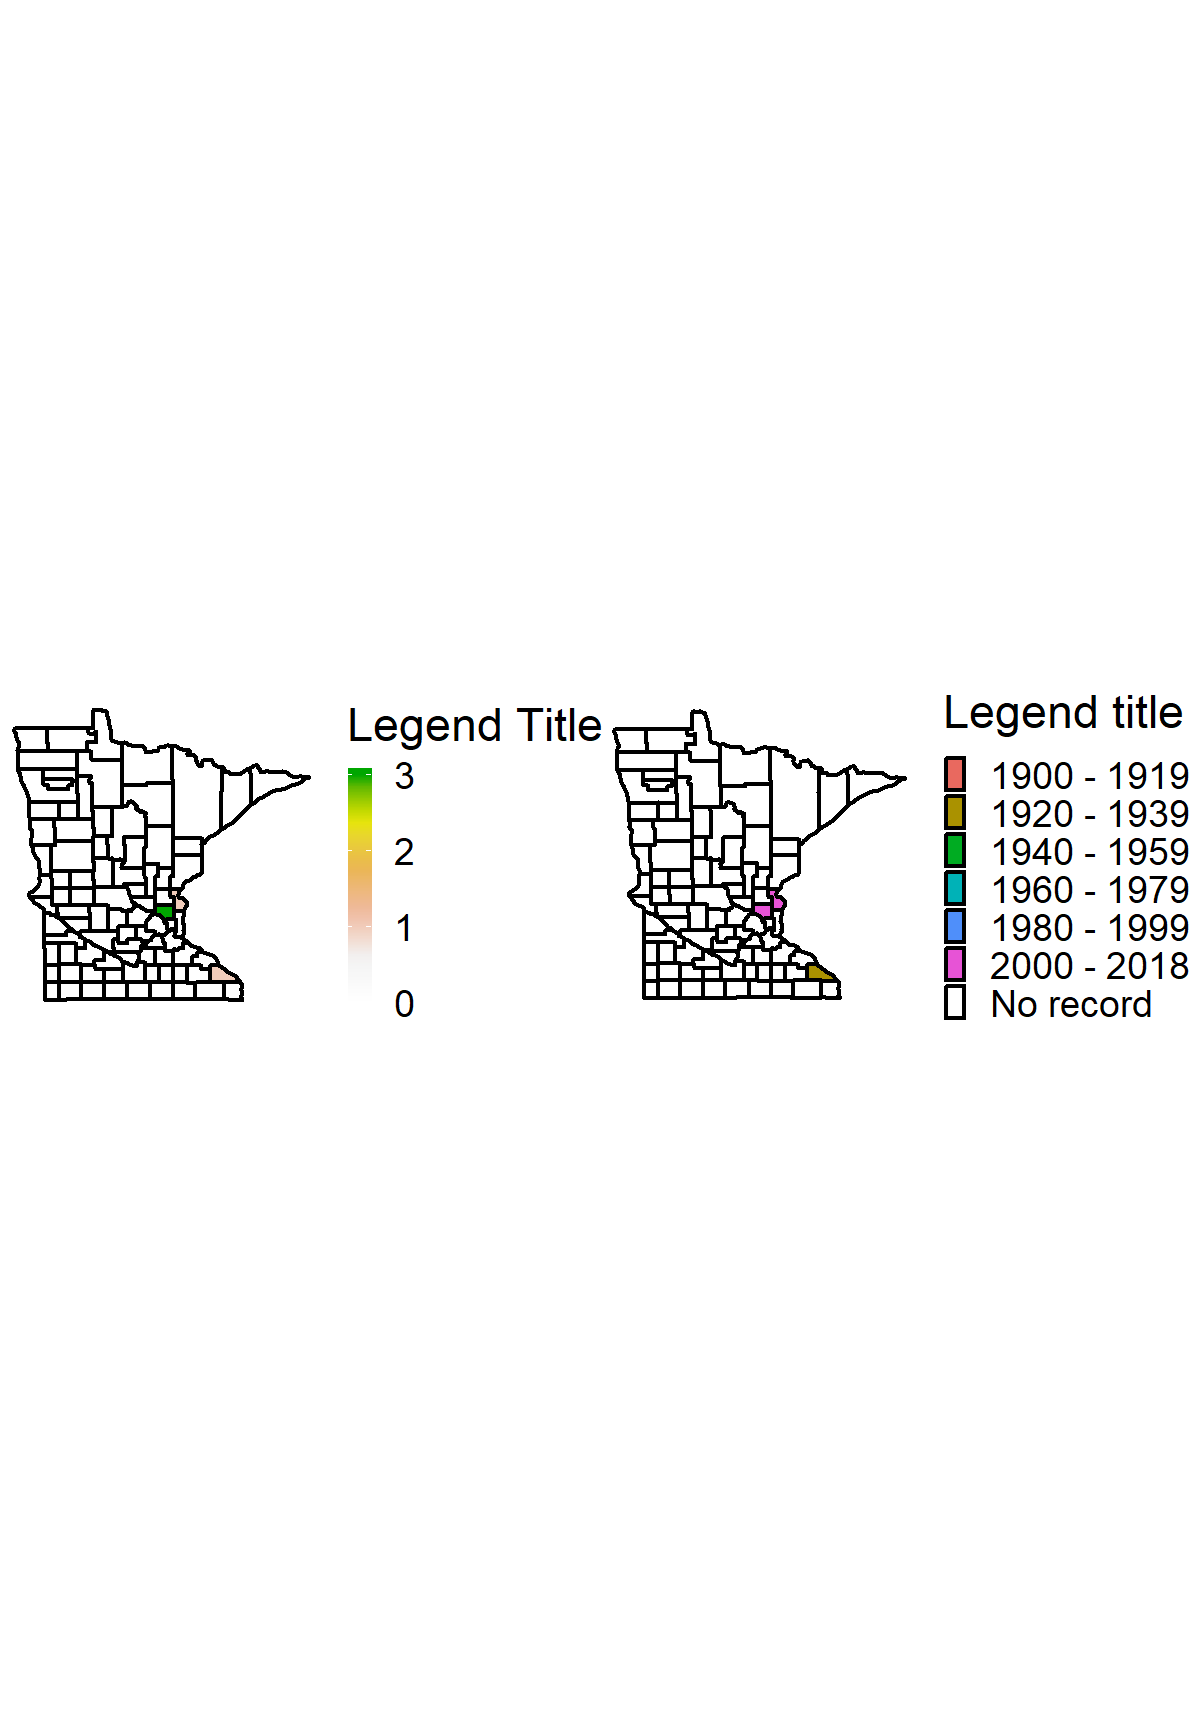 Legend Title
3
2
1
0
Legend title
1900 - 1919
1920 - 1939
1940 - 1959
1960 - 1979
1980 - 1999
2000 - 2018
No record